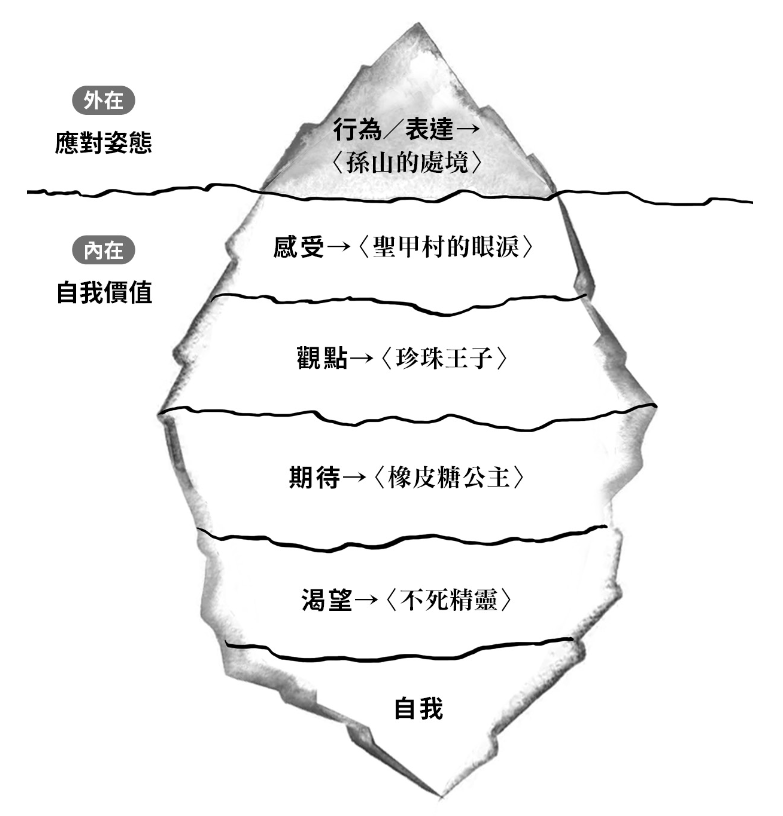 外在
應對姿態
行為／表達→
〈孫山的處境〉
內在
自我價值
感受→〈聖甲村的眼淚〉
觀點→〈珍珠王子〉
期待→〈橡皮糖公主〉
渴望→〈不死精靈〉
自我